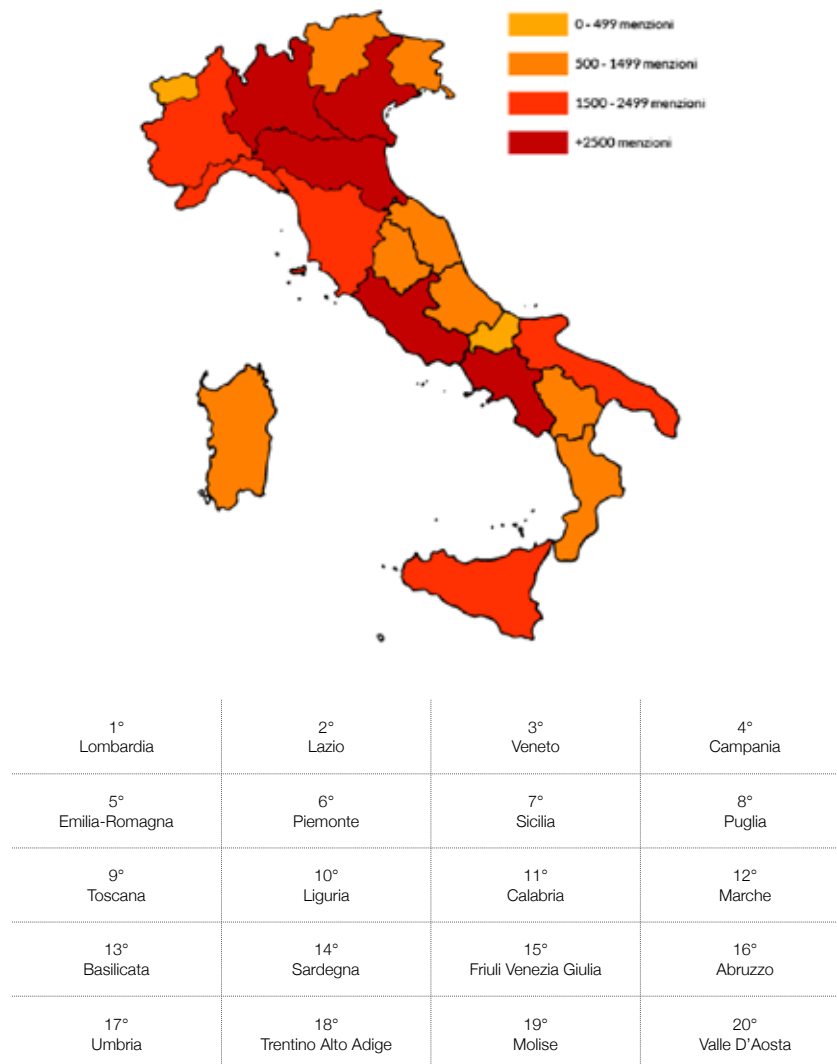 0 - 499 menzioni
500 - 1499 menzioni
1500 - 2499 menzioni
+2500 menzioni
1°
Lombardia
2°
Lazio
3°
Veneto
4°
Campania
5°
Emilia-Romagna
6°
Piemonte
7°
Sicilia
8°
Puglia
9°
Toscana
10°
Liguria
11°
Calabria
12°
Marche
13°
Basilicata
14°
Sardegna
15°
Friuli Venezia Giulia
16°
Abruzzo
17°
Umbria
18°
Trentino Alto Adige
19°
Molise
20°
Valle D’Aosta